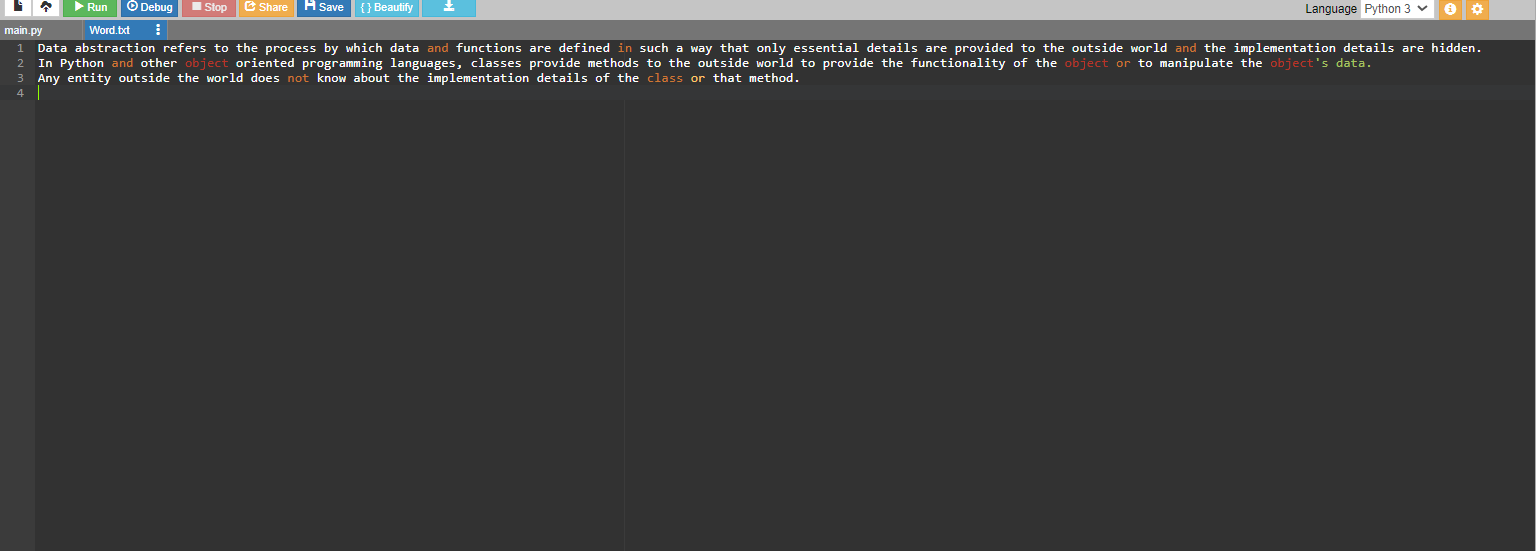 Run Debug Stop Share Save {} Beautify Language Python 3
main.py Word.txt
1 Data abstraction refers to the process by which data and functions are defined in such a way that only essential details are provided to the outside world and the implementation details are hidden.
2 In Python and other object oriented programming languages, classes provide methods to the outside world to provide the functionality of the object or to manipulate the object's data.
3 Any entity outside the world does not know about the implementation details of the class or that method.
4